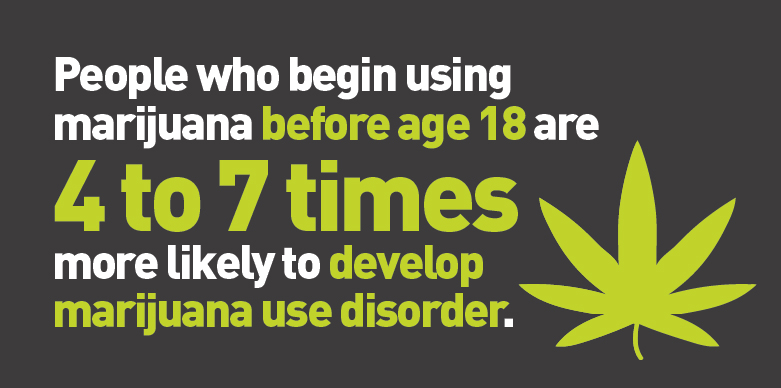 People who begin using
marijuana before age 18 are
4 to 7 times
more likely to develop
marijuana use disorder.